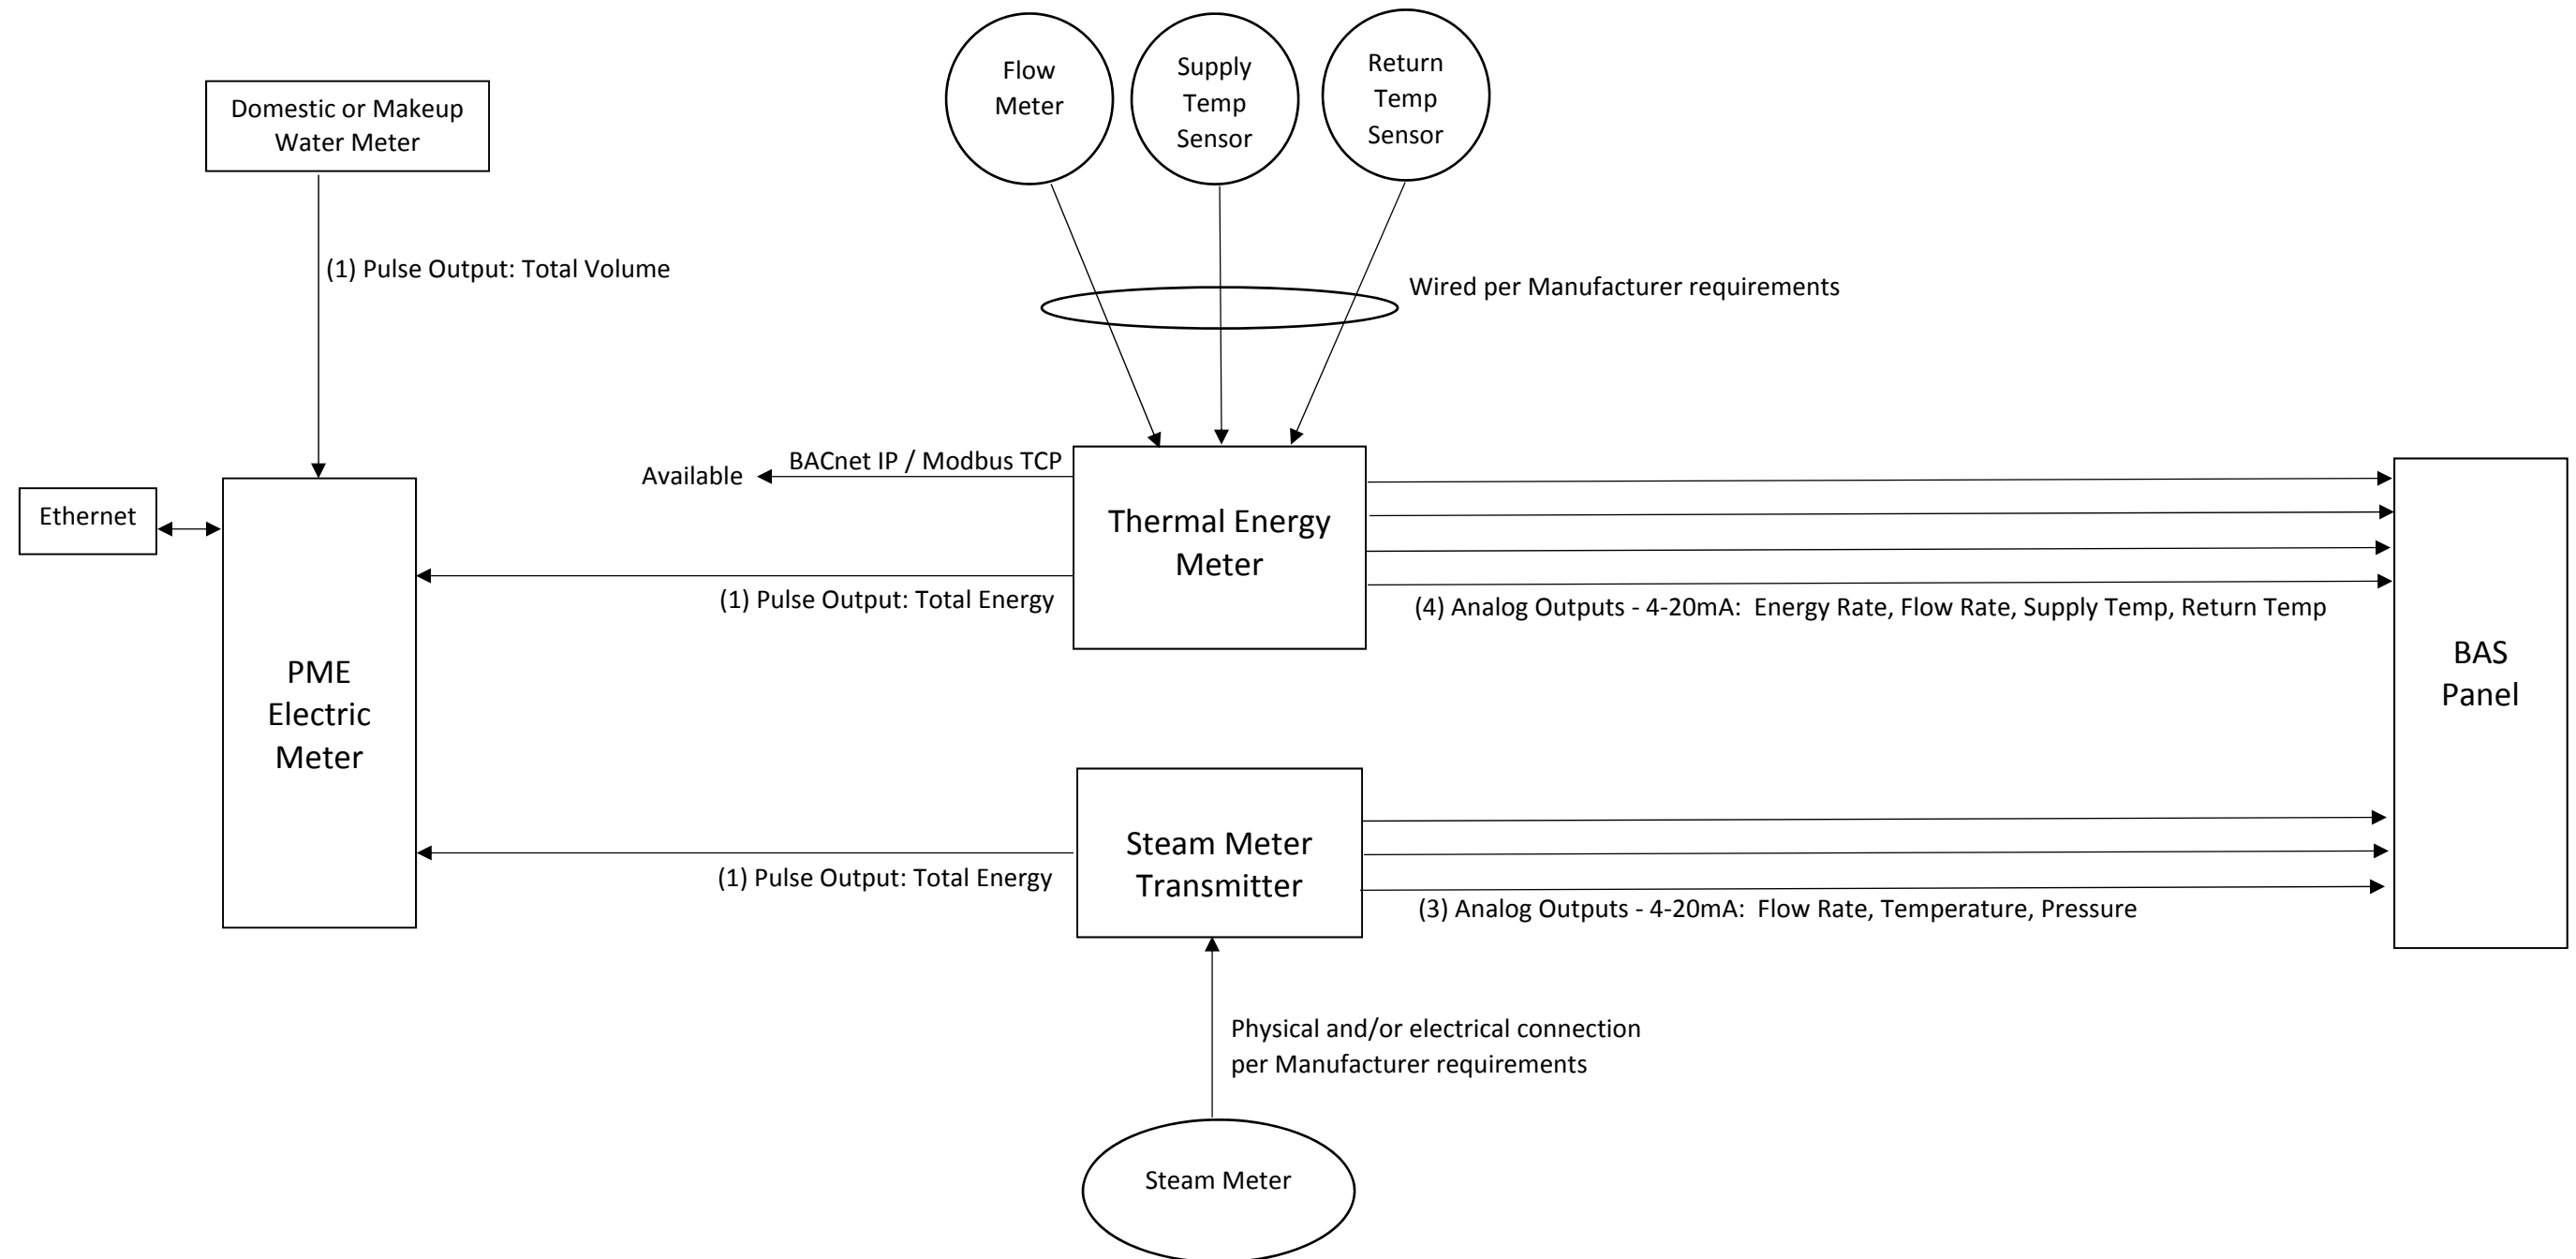 Flow
Meter
Supply
Temp
Sensor
Return
Temp
Sensor
Domestic or Makeup
Water Meter
(1) Pulse Output: Total Volume
Wired per Manufacturer requirements
Available
BACnet IP / Modbus TCP
Ethernet
Thermal Energy
Meter
(1) Pulse Output: Total Energy
(4) Analog Outputs - 4-20mA:  Energy Rate, Flow Rate, Supply Temp, Return Temp
PME
Electric
Meter
BAS
Panel
Steam Meter
Transmitter
(1) Pulse Output: Total Energy
(3) Analog Outputs - 4-20mA:  Flow Rate, Temperature, Pressure
Physical and/or electrical connection
per Manufacturer requirements
Steam Meter